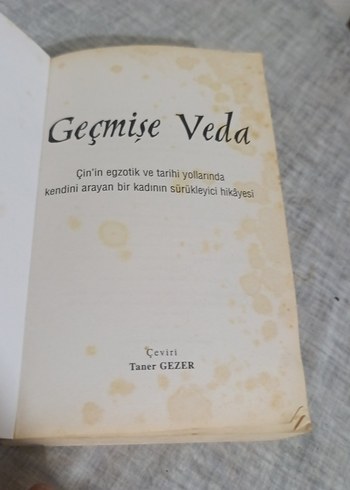 Geçmişe Veda
Çin'in egzotik ve tarihi yollarında
kendini arayan bir kadının sürükleyici hikâyesi
Çeviri
Taner GEZER